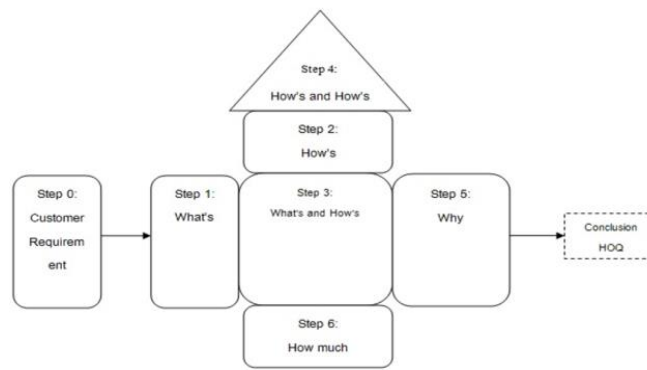 Step 4:
How's and How's
Step 2:
How's
Step 0:
Customer
Requirem
ent
Step 1:
What's
Step 3:
What's and How's
Step 5:
Why
Conclusion
HOQ
Step 6:
How much